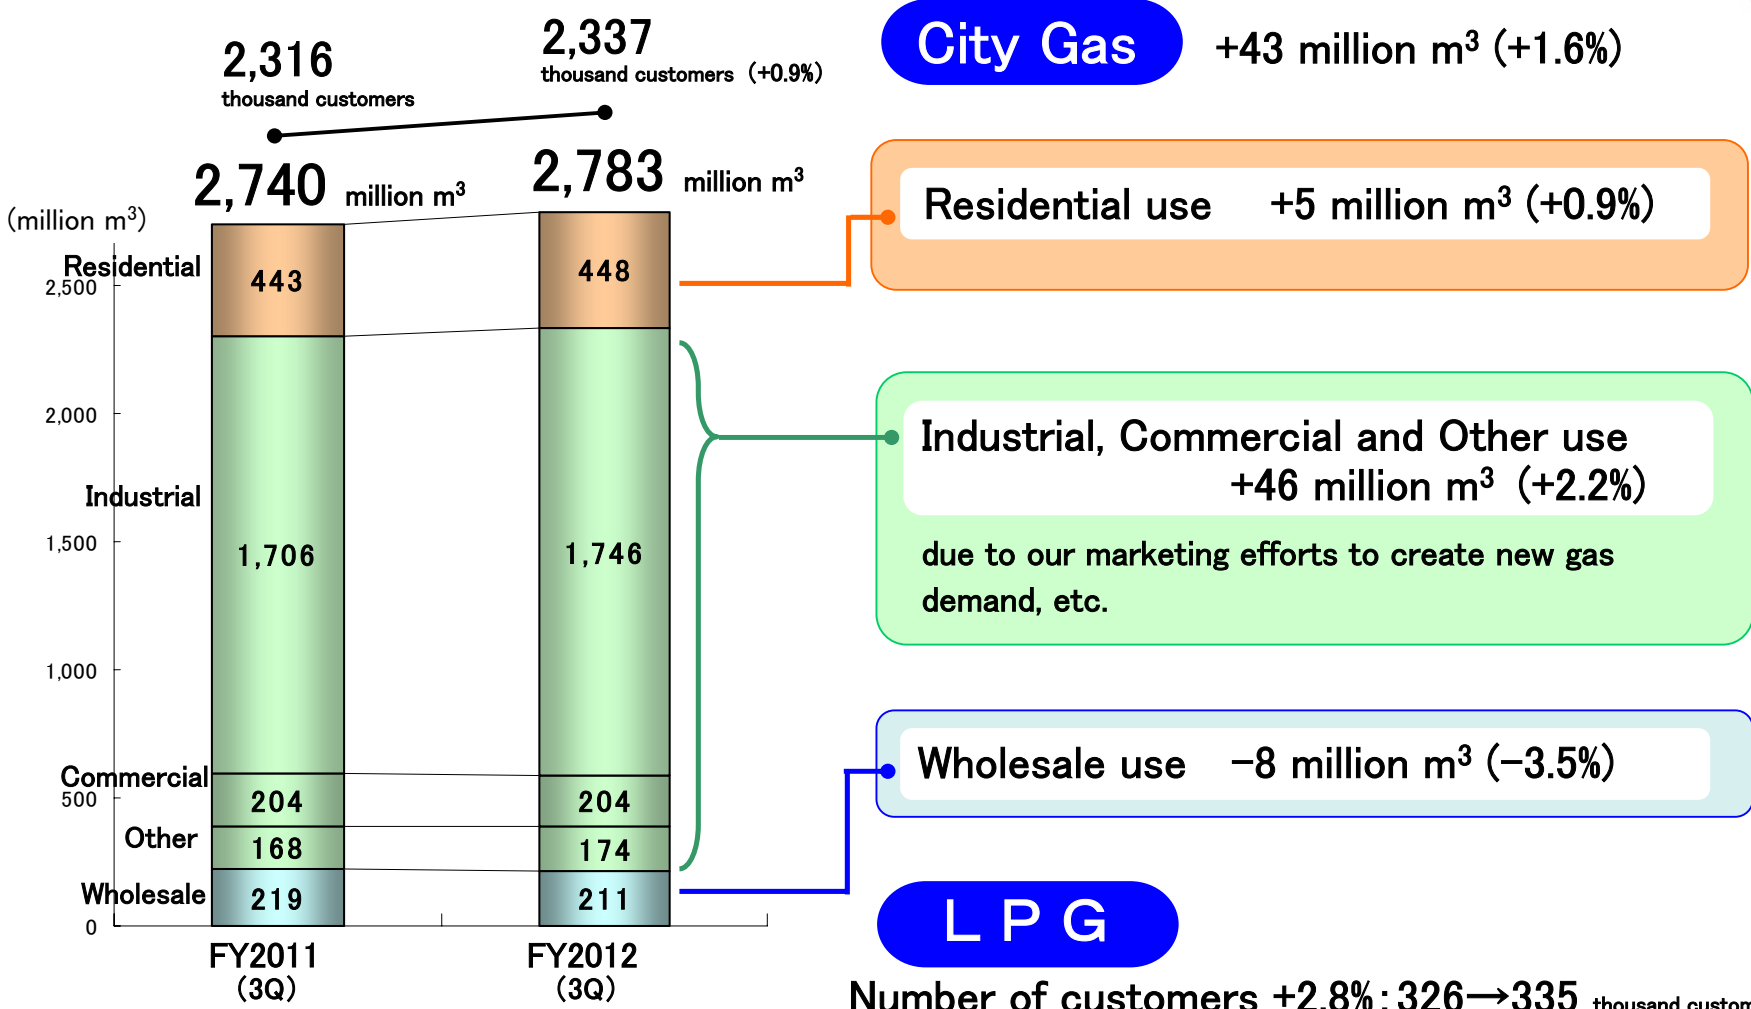 2,316
thousand customers
2,337
thousand customers (+0.9%)
2,740 million m³
2,783 million m³
(million m³)
2,500
2,000
1,500
1,000
500
0
Residential
Industrial
Commercial
Other
Wholesale
443
1,706
204
168
219
448
1,746
204
174
211
FY2011
(3Q)
FY2012
(3Q)
City Gas +43 million m³ (+1.6%)
Residential use +5 million m³ (+0.9%)
Industrial, Commercial and Other use
+46 million m³ (+2.2%)
due to our marketing efforts to create new gas
demand, etc.
Wholesale use −8 million m³ (−3.5%)
LPG
Number of customers +2.8% : 326→335 thousand